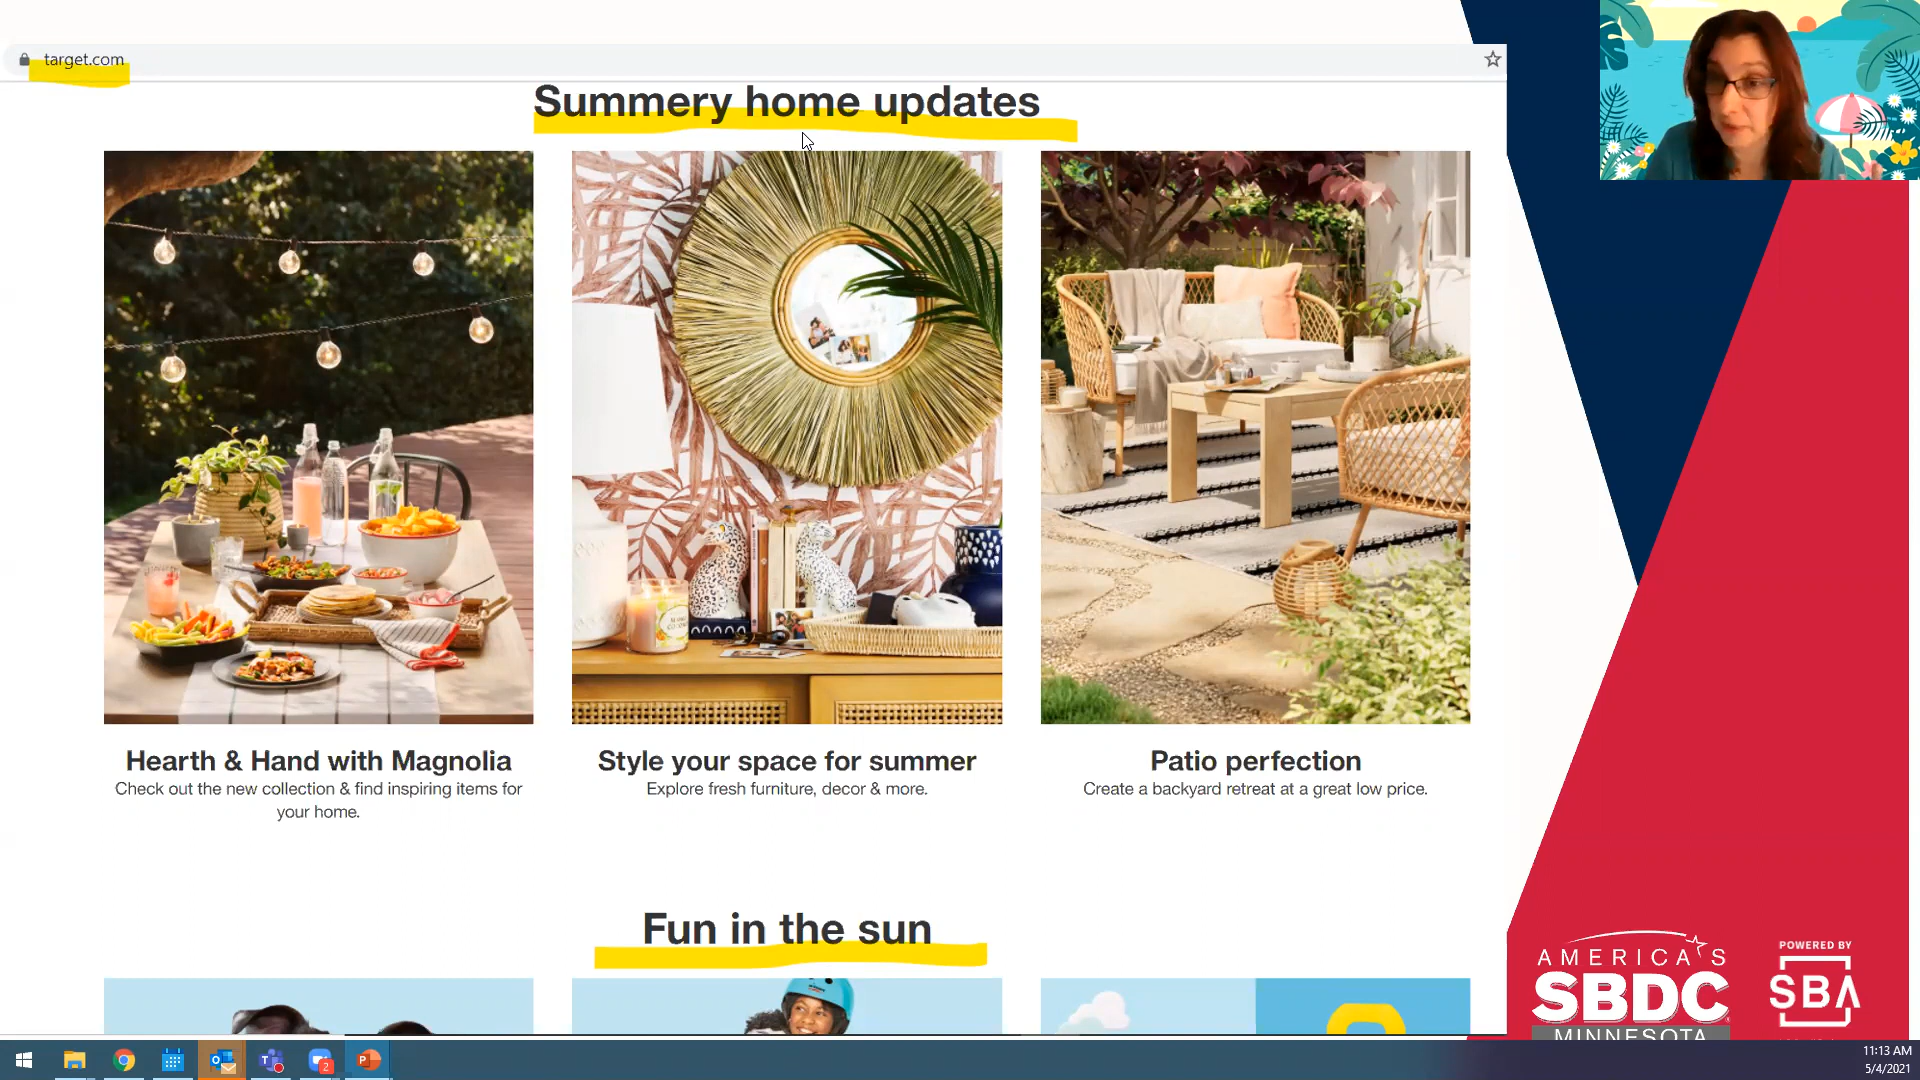 target.com
Summery home updates
Hearth & Hand with Magnolia
Check out the new collection & find inspiring items for
your home.
Style your space for summer
Explore fresh furniture, decor & more.
Patio perfection
Create a backyard retreat at a great low price.
Fun in the sun
AMERICA'S
SBDC
MINNESOTA
POWERED BY
SBA
2
11:13 AM
5/4/2021